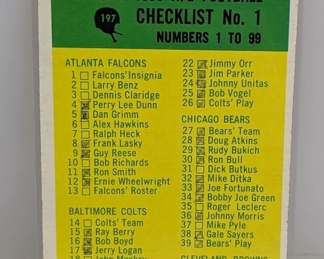 197
CHECKLIST No. 1
NUMBERS 1 TO 99
ATLANTA FALCONS
1 Falcons' Insignia
2 Larry Benz
3 Dennis Claridge
4 Perry Lee Dunn
5 Dan Grimm
6 Alex Hawkins
7 Ralph Heck
8 Frank Lasky
9 Guy Reese
10 Bob Richards
11 Ron Smith
12 Ernie Wheelwright
13 Falcons' Roster
BALTIMORE COLTS
14 Colts' Team
15 Ray Berry
16 Bob Boyd
17 Jerry Logan
18 John Mackey
22 Jimmy Orr
23 Jim Parker
24 Johnny Unitas
25 Bob Vogel
26 Colts' Play
CHICAGO BEARS
27 Bears' Team
28 Doug Atkins
29 Rudy Bukich
30 Ron Bull
31 Dick Butkus
32 Mike Ditka
33 Joe Fortunato
34 Bobby Joe Green
35 Roger Leclerc
36 Johnny Morris
37 Mike Pyle
38 Gale Sayers
39 Bears' Play
CLEVELAND BROWNS